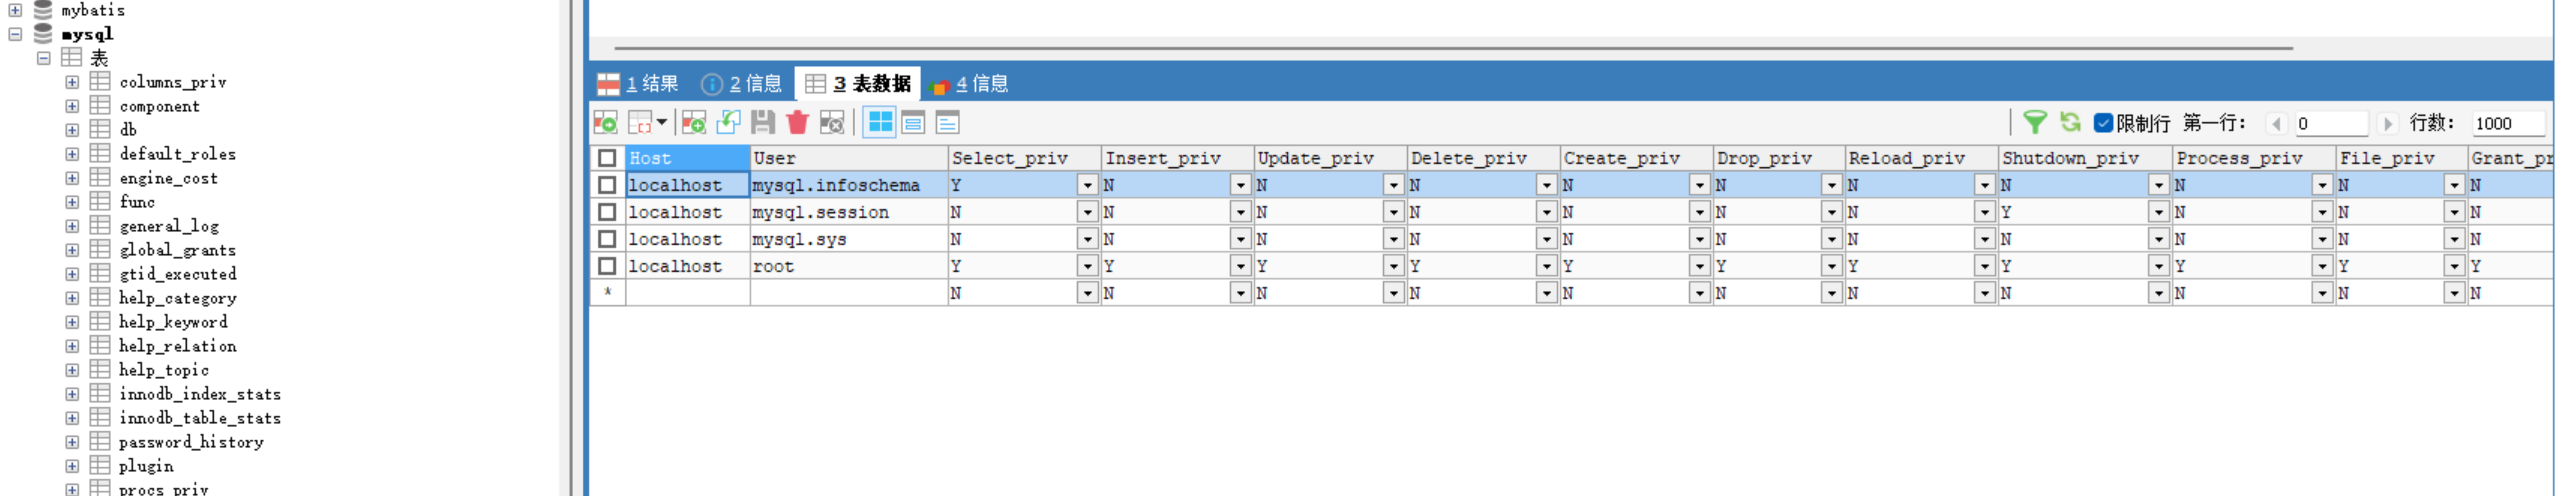 mybatis
mysql
表
columns_priv
component
db
default_roles
engine_cost
func
general_log
global_grants
gtid_executed
help_category
help_keyword
help_relation
help_topic
innodb_index_stats
innodb_table_stats
password_history
plugin
procs_priv
1 结果 2 信息 3 表数据 4 信息
限制行 第一行: 0 行数: 1000
Host User Select_priv Insert_priv Update_priv Delete_priv Create_priv Drop_priv Reload_priv Shutdown_priv Process_priv File_priv Grant_pr
localhost mysql.infoschema Y N N N N N N N N N N
localhost mysql.session N N N N N N N Y N N N
localhost mysql.sys N N N N N N N N N N N
localhost root Y Y Y Y Y Y Y Y Y Y Y
* N N N N N N N N N N N